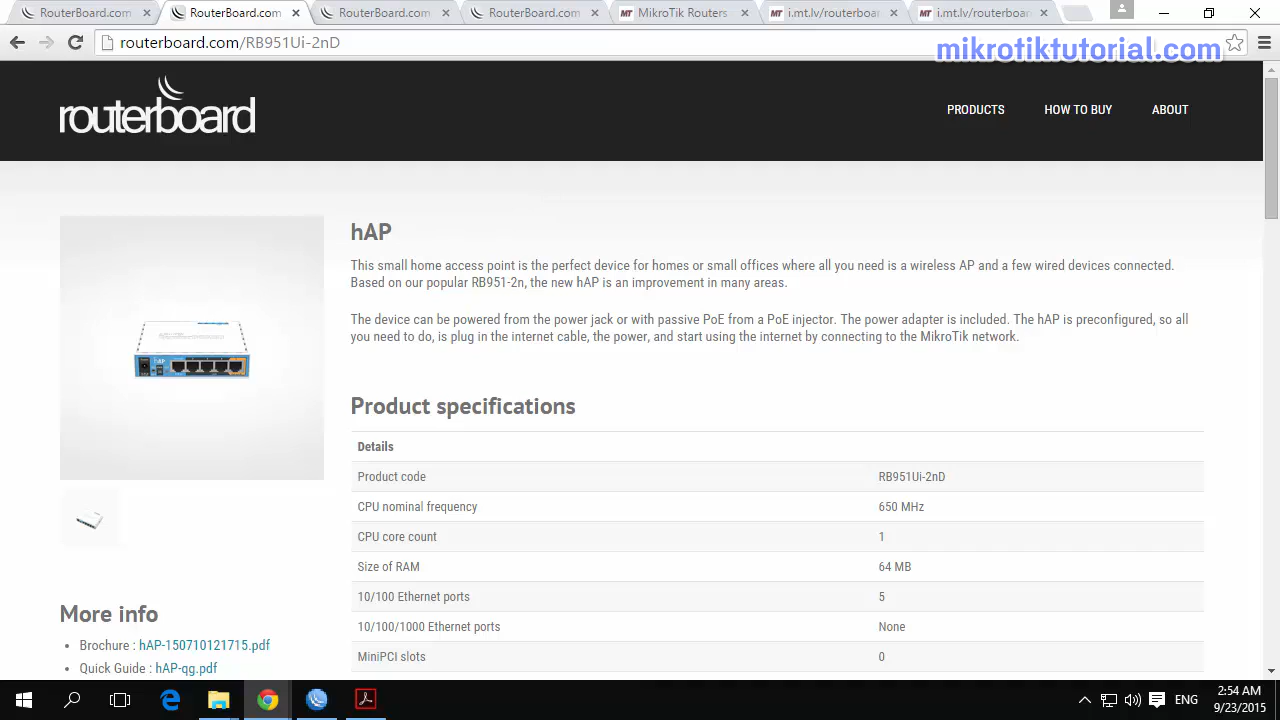 RouterBoard.com
RouterBoard.com
RouterBoard.com
RouterBoard.com
MikroTik Routers
i.mt.lv/routerboar
i.mt.lv/routerboar
routerboard.com/RB951Ui-2nD
mikrotiktutorial.com
routerboard
PRODUCTS
HOW TO BUY
ABOUT
hAP
This small home access point is the perfect device for homes or small offices where all you need is a wireless AP and a few wired devices connected.
Based on our popular RB951-2n, the new hAP is an improvement in many areas.
The device can be powered from the power jack or with passive PoE from a PoE injector. The power adapter is included. The hAP is preconfigured, so all
you need to do, is plug in the internet cable, the power, and start using the internet by connecting to the MikroTik network.
Product specifications
Details
Product code RB951Ui-2nD
CPU nominal frequency 650 MHz
CPU core count 1
Size of RAM 64 MB
10/100 Ethernet ports 5
10/100/1000 Ethernet ports None
MiniPCI slots 0
More info
• Brochure : hAP-150710121715.pdf
• Quick Guide : hAP-qg.pdf
ENG
2:54 AM
9/23/2015